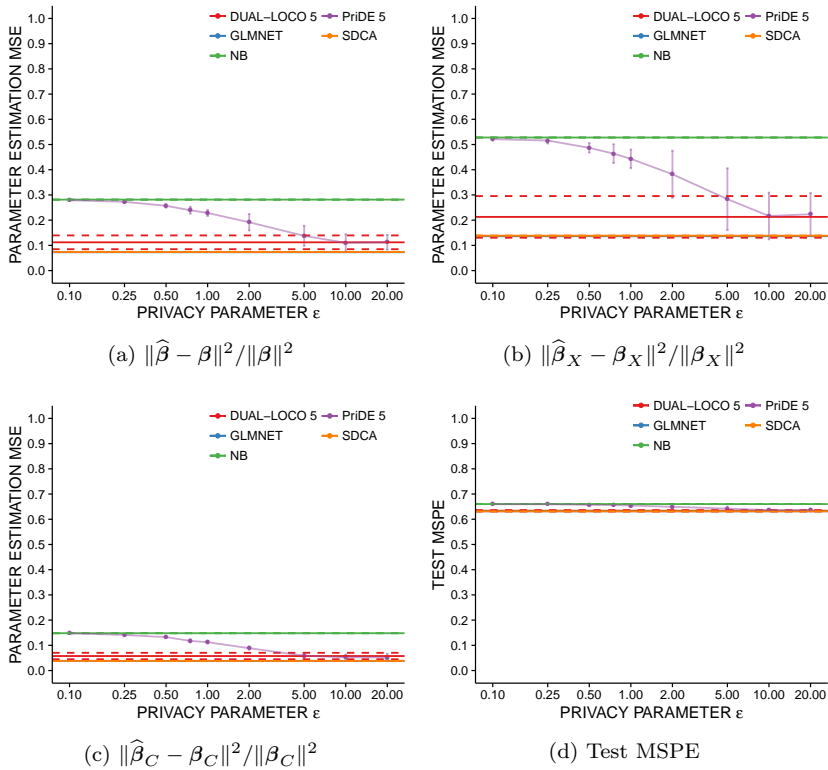 DUAL−LOCO 5
GLMNET
NB
PriDE 5
SDCA
PARAMETER ESTIMATION MSE
1.0
0.9
0.8
0.7
0.6
0.5
0.4
0.3
0.2
0.1
0.0
0.10 0.25 0.50 1.00 2.00 5.00 10.00 20.00
PRIVACY PARAMETER ε
(a) ‖β̂ − β‖²/‖β‖²
DUAL−LOCO 5
GLMNET
NB
PriDE 5
SDCA
PARAMETER ESTIMATION MSE
1.0
0.9
0.8
0.7
0.6
0.5
0.4
0.3
0.2
0.1
0.0
0.10 0.25 0.50 1.00 2.00 5.00 10.00 20.00
PRIVACY PARAMETER ε
(b) ‖β̂_X − β_X‖²/‖β_X‖²
DUAL−LOCO 5
GLMNET
NB
PriDE 5
SDCA
PARAMETER ESTIMATION MSE
1.0
0.9
0.8
0.7
0.6
0.5
0.4
0.3
0.2
0.1
0.0
0.10 0.25 0.50 1.00 2.00 5.00 10.00 20.00
PRIVACY PARAMETER ε
(c) ‖β̂_C − β_C‖²/‖β_C‖²
DUAL−LOCO 5
GLMNET
NB
PriDE 5
SDCA
TEST MSPE
1.0
0.9
0.8
0.7
0.6
0.5
0.4
0.3
0.2
0.1
0.0
0.10 0.25 0.50 1.00 2.00 5.00 10.00 20.00
PRIVACY PARAMETER ε
(d) Test MSPE